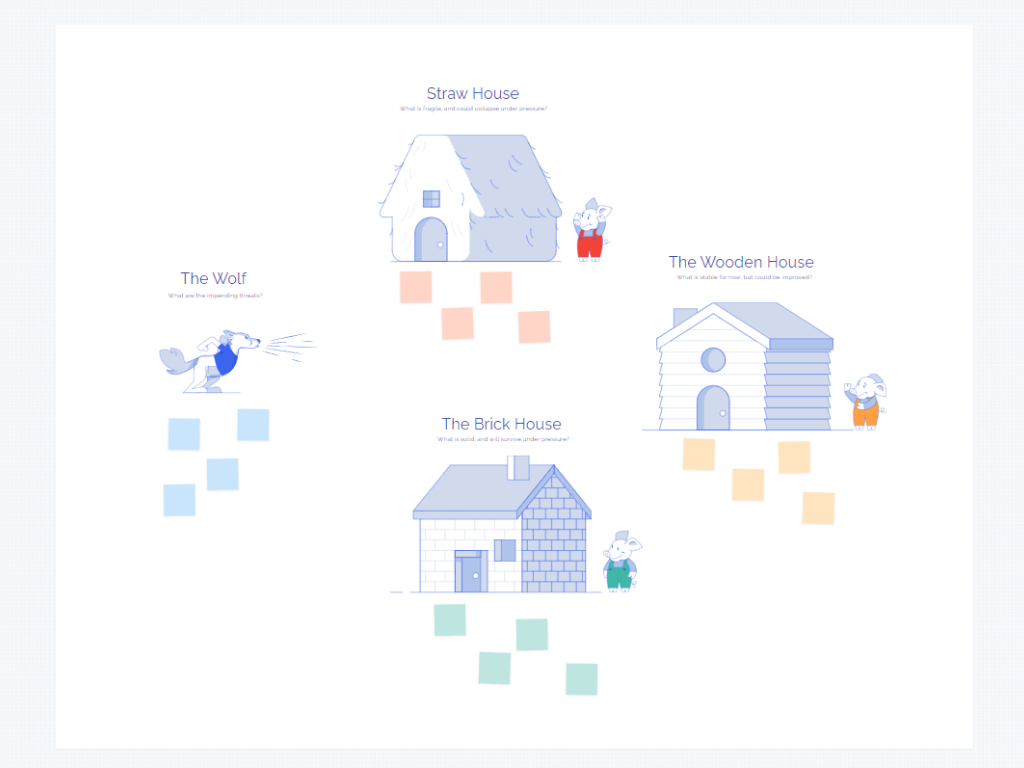 Straw House
What is fragile, and could collapse under pressure?
The Wooden House
What is stable for now, but could be improved?
The Wolf
What are the impending threats?
The Brick House
What is solid, and will survive under pressure?